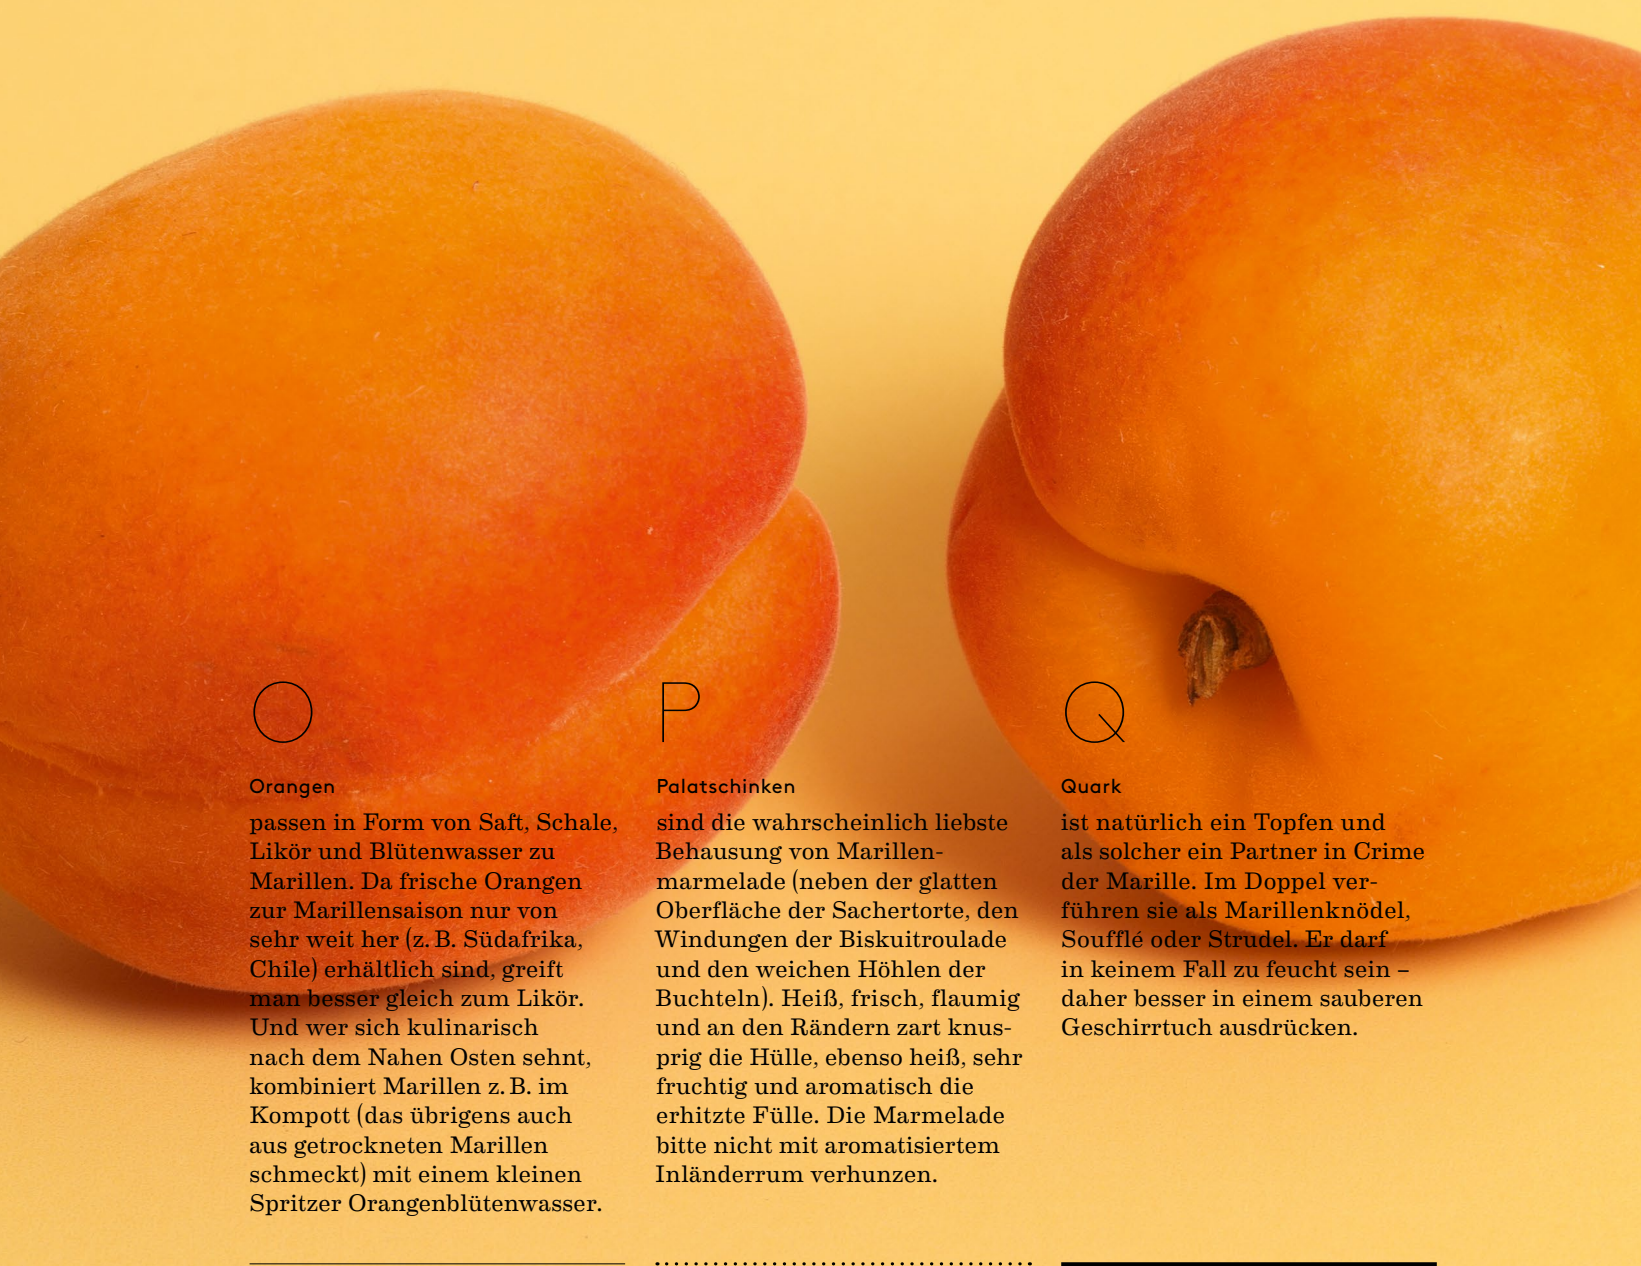 O
Orangen
passen in Form von Saft, Schale,
Likör und Blütenwasser zu
Marillen. Da frische Orangen
zur Marillensaison nur von
sehr weit her (z. B. Südafrika,
Chile) erhältlich sind, greift
man besser gleich zum Likör.
Und wer sich kulinarisch
nach dem Nahen Osten sehnt,
kombiniert Marillen z. B. im
Kompott (das übrigens auch
aus getrockneten Marillen
schmeckt) mit einem kleinen
Spritzer Orangenblütenwasser.
P
Palatschinken
sind die wahrscheinlich liebste
Behausung von Marillen-
marmelade (neben der glatten
Oberfläche der Sachertorte, den
Windungen der Biskuitroulade
und den weichen Höhlen der
Buchteln). Heiß, frisch, flaumig
und an den Rändern zart knus-
prig die Hülle, ebenso heiß, sehr
fruchtig und aromatisch die
erhitzte Fülle. Die Marmelade
bitte nicht mit aromatisiertem
Inländerrum verhunzen.
Q
Quark
ist natürlich ein Topfen und
als solcher ein Partner in Crime
der Marille. Im Doppel ver-
führen sie als Marillenknödel,
Soufflé oder Strudel. Er darf
in keinem Fall zu feucht sein –
daher besser in einem sauberen
Geschirrtuch ausdrücken.